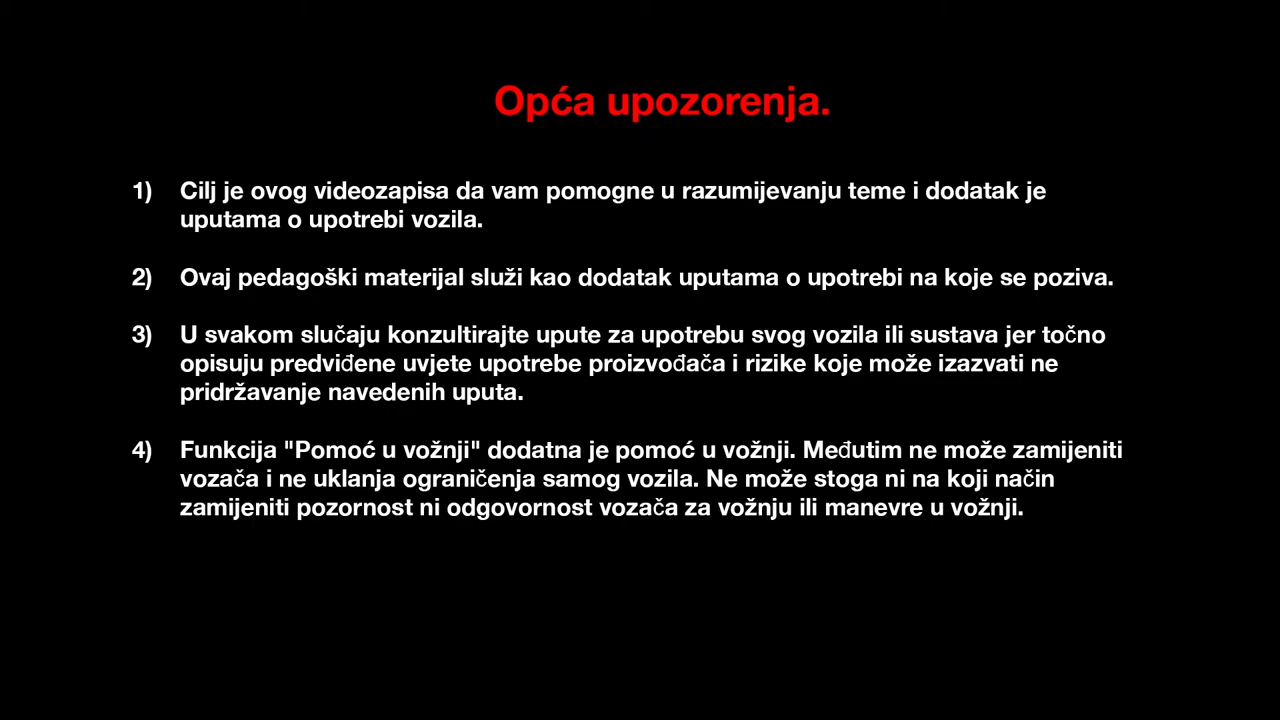 Opća upozorenja.
1) Cilj je ovog videozapisa da vam pomogne u razumijevanju teme i dodatak je
uputama o upotrebi vozila.
2) Ovaj pedagoški materijal služi kao dodatak uputama o upotrebi na koje se poziva.
3) U svakom slučaju konzultirajte upute za upotrebu svog vozila ili sustava jer točno
opisuju predviđene uvjete upotrebe proizvođača i rizike koje može izazvati ne
pridržavanje navedenih uputa.
4) Funkcija "Pomoć u vožnji" dodatna je pomoć u vožnji. Međutim ne može zamijeniti
vozača i ne uklanja ograničenja samog vozila. Ne može stoga ni na koji način
zamijeniti pozornost ni odgovornost vozača za vožnju ili manevre u vožnji.